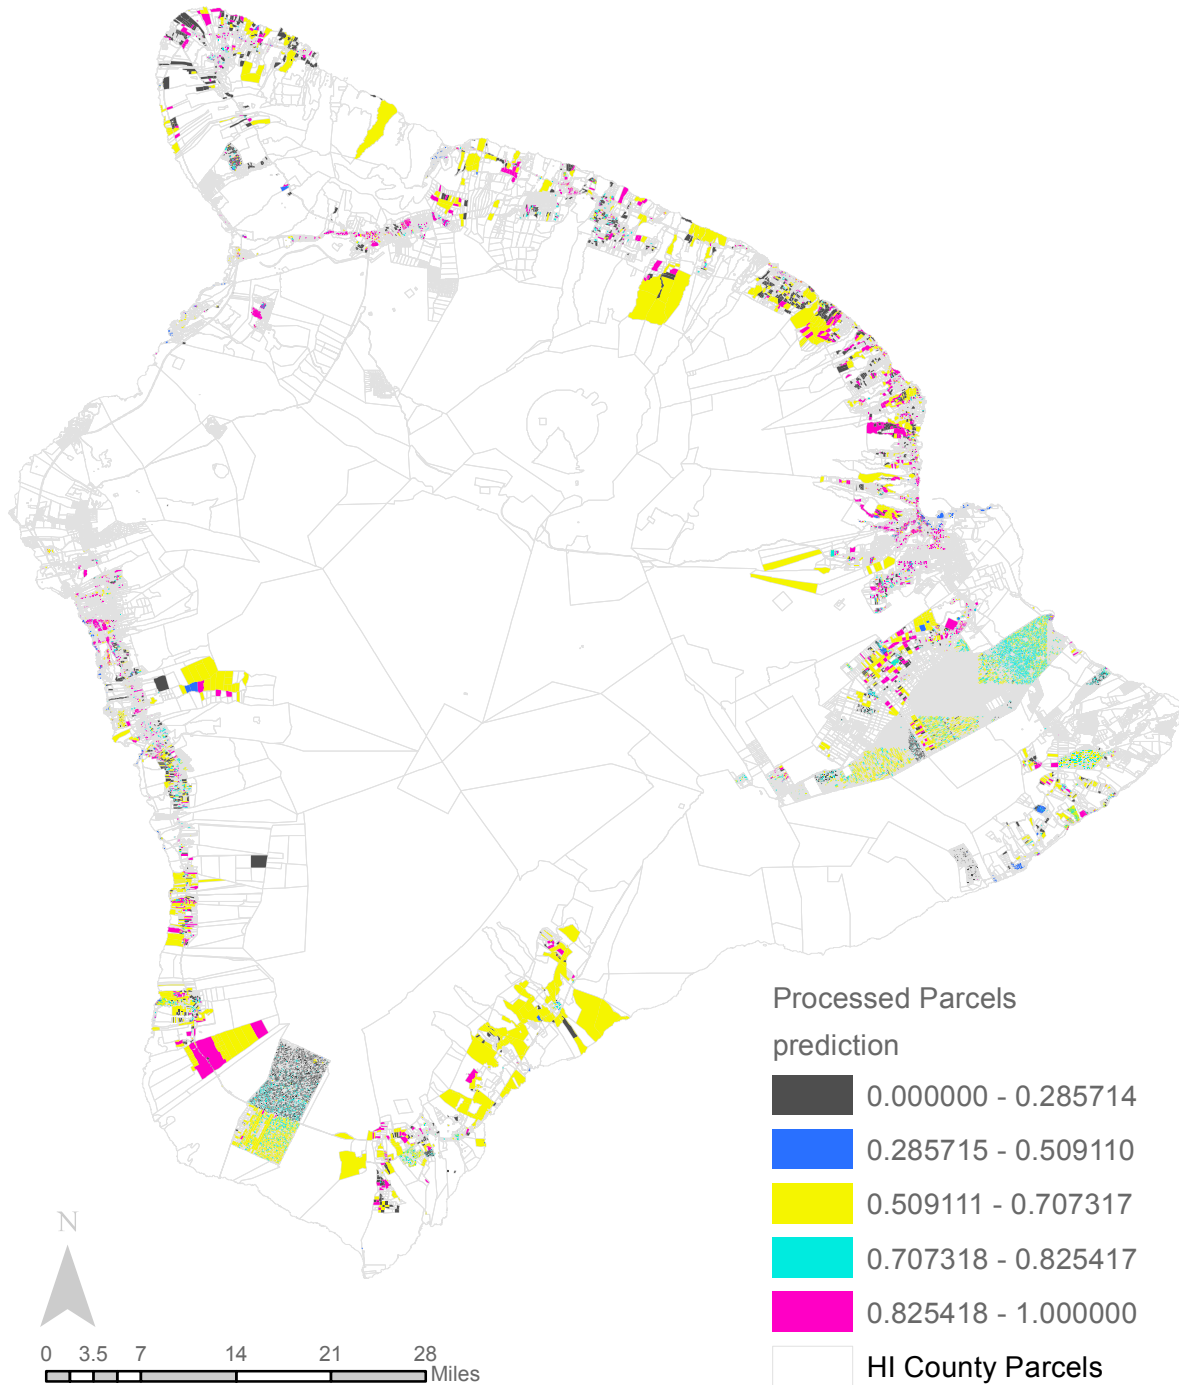 Processed Parcels
prediction
0.000000 - 0.285714
0.285715 - 0.509110
0.509111 - 0.707317
0.707318 - 0.825417
0.825418 - 1.000000
HI County Parcels
N
0 3.5 7 14 21 28
Miles